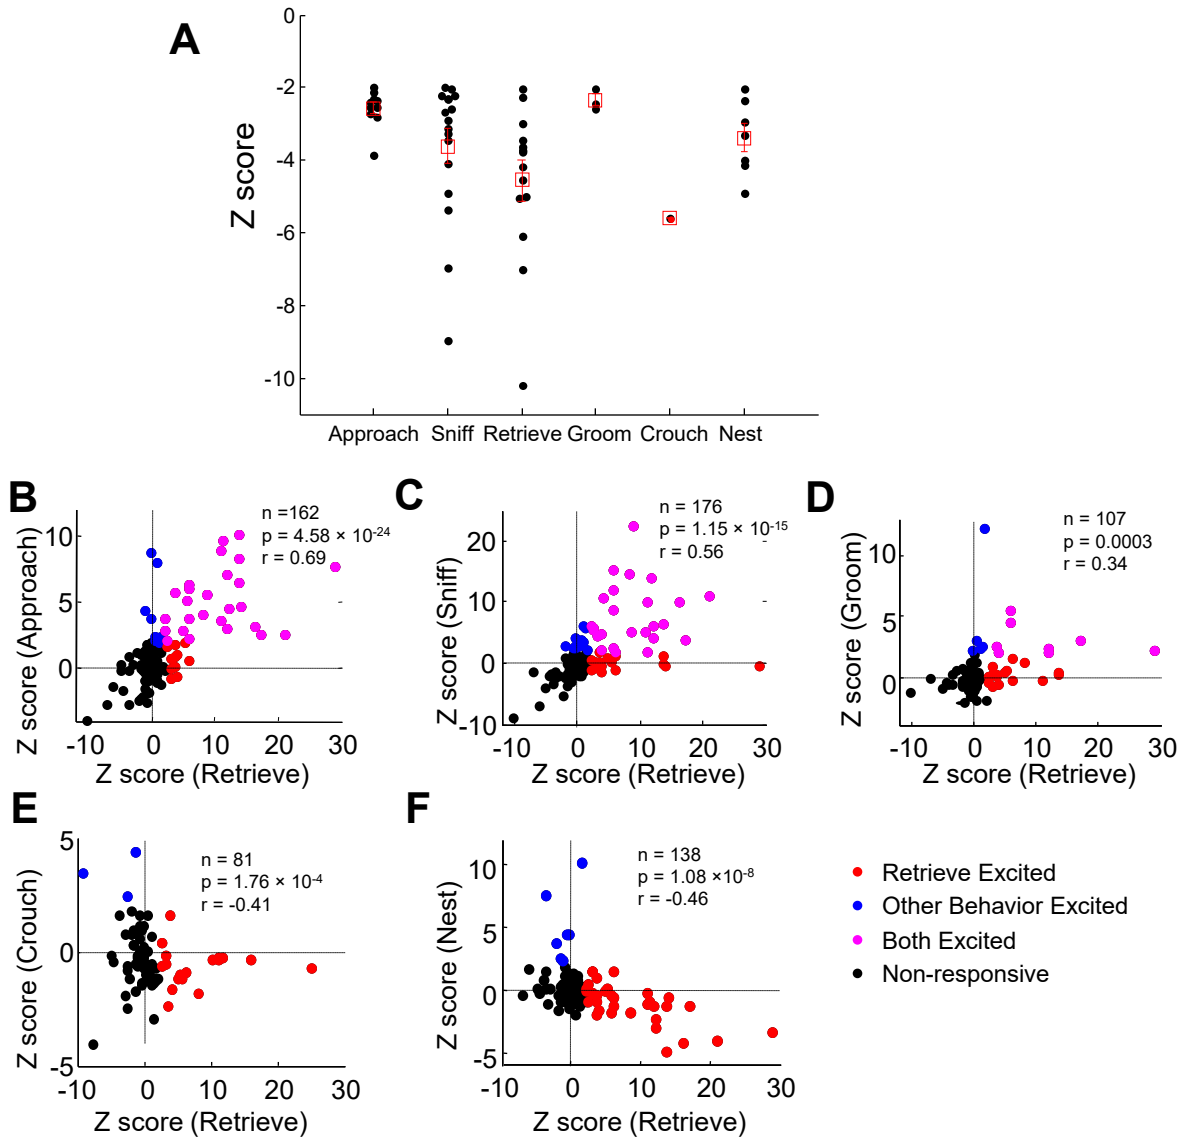 A
Z score
0
-2
-4
-6
-8
-10
Approach Sniff Retrieve Groom Crouch Nest
B
Z score (Approach)
10
5
0
n =162
p = 4.58 × 10-24
r = 0.69
-10 0 10 20 30
Z score (Retrieve)
C
Z score (Sniff)
20
10
0
-10
n = 176
p = 1.15 × 10-15
r = 0.56
-10 0 10 20 30
Z score (Retrieve)
D
Z score (Groom)
10
5
0
n = 107
p = 0.0003
r = 0.34
-10 0 10 20 30
Z score (Retrieve)
E
Z score (Crouch)
5
0
-5
n = 81
p = 1.76 × 10-4
r = -0.41
-10 0 10 20 30
Z score (Retrieve)
F
Z score (Nest)
10
5
0
-5
n = 138
p = 1.08 ×10-8
r = -0.46
-10 0 10 20 30
Z score (Retrieve)
Retrieve Excited
Other Behavior Excited
Both Excited
Non-responsive